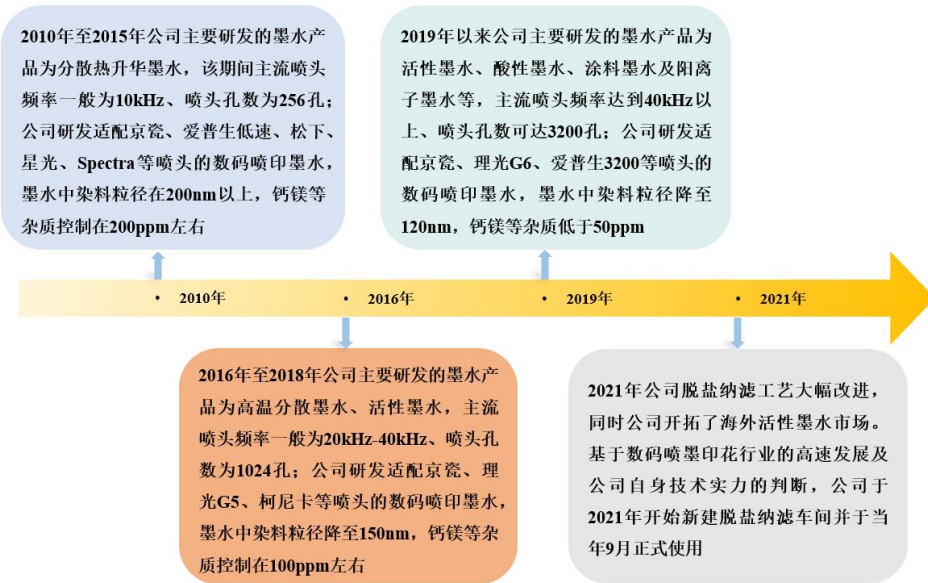 2010年至2015年公司主要研发的墨水产
品为分散热升华墨水，该期间主流喷头
频率一般为10kHz、喷头孔数为256孔；
公司研发适配京瓷、爱普生低速、松下、
星光、Spectra等喷头的数码喷印墨水，
墨水中染料粒径在200nm以上，钙镁等
杂质控制在200ppm左右
2019年以来公司主要研发的墨水产品为
活性墨水、酸性墨水、涂料墨水及阳离
子墨水等，主流喷头频率达到40kHz以
上、喷头孔数可达3200孔；公司研发适
配京瓷、理光G6、爱普生3200等喷头的
数码喷印墨水，墨水中染料粒径降至
120nm，钙镁等杂质低于50ppm
• 2010年
• 2016年
• 2019年
• 2021年
2016年至2018年公司主要研发的墨水产
品为高温分散墨水、活性墨水，主流
喷头频率一般为20kHz-40kHz、喷头孔
数为1024孔；公司研发适配京瓷、理
光G5、柯尼卡等喷头的数码喷印墨水，
墨水中染料粒径降至150nm，钙镁等杂
质控制在100ppm左右
2021年公司脱盐纳滤工艺大幅改进，
同时公司开拓了海外活性墨水市场。
基于数码喷墨印花行业的高速发展及
公司自身技术实力的判断，公司于
2021年开始新建脱盐纳滤车间并于当
年9月正式使用